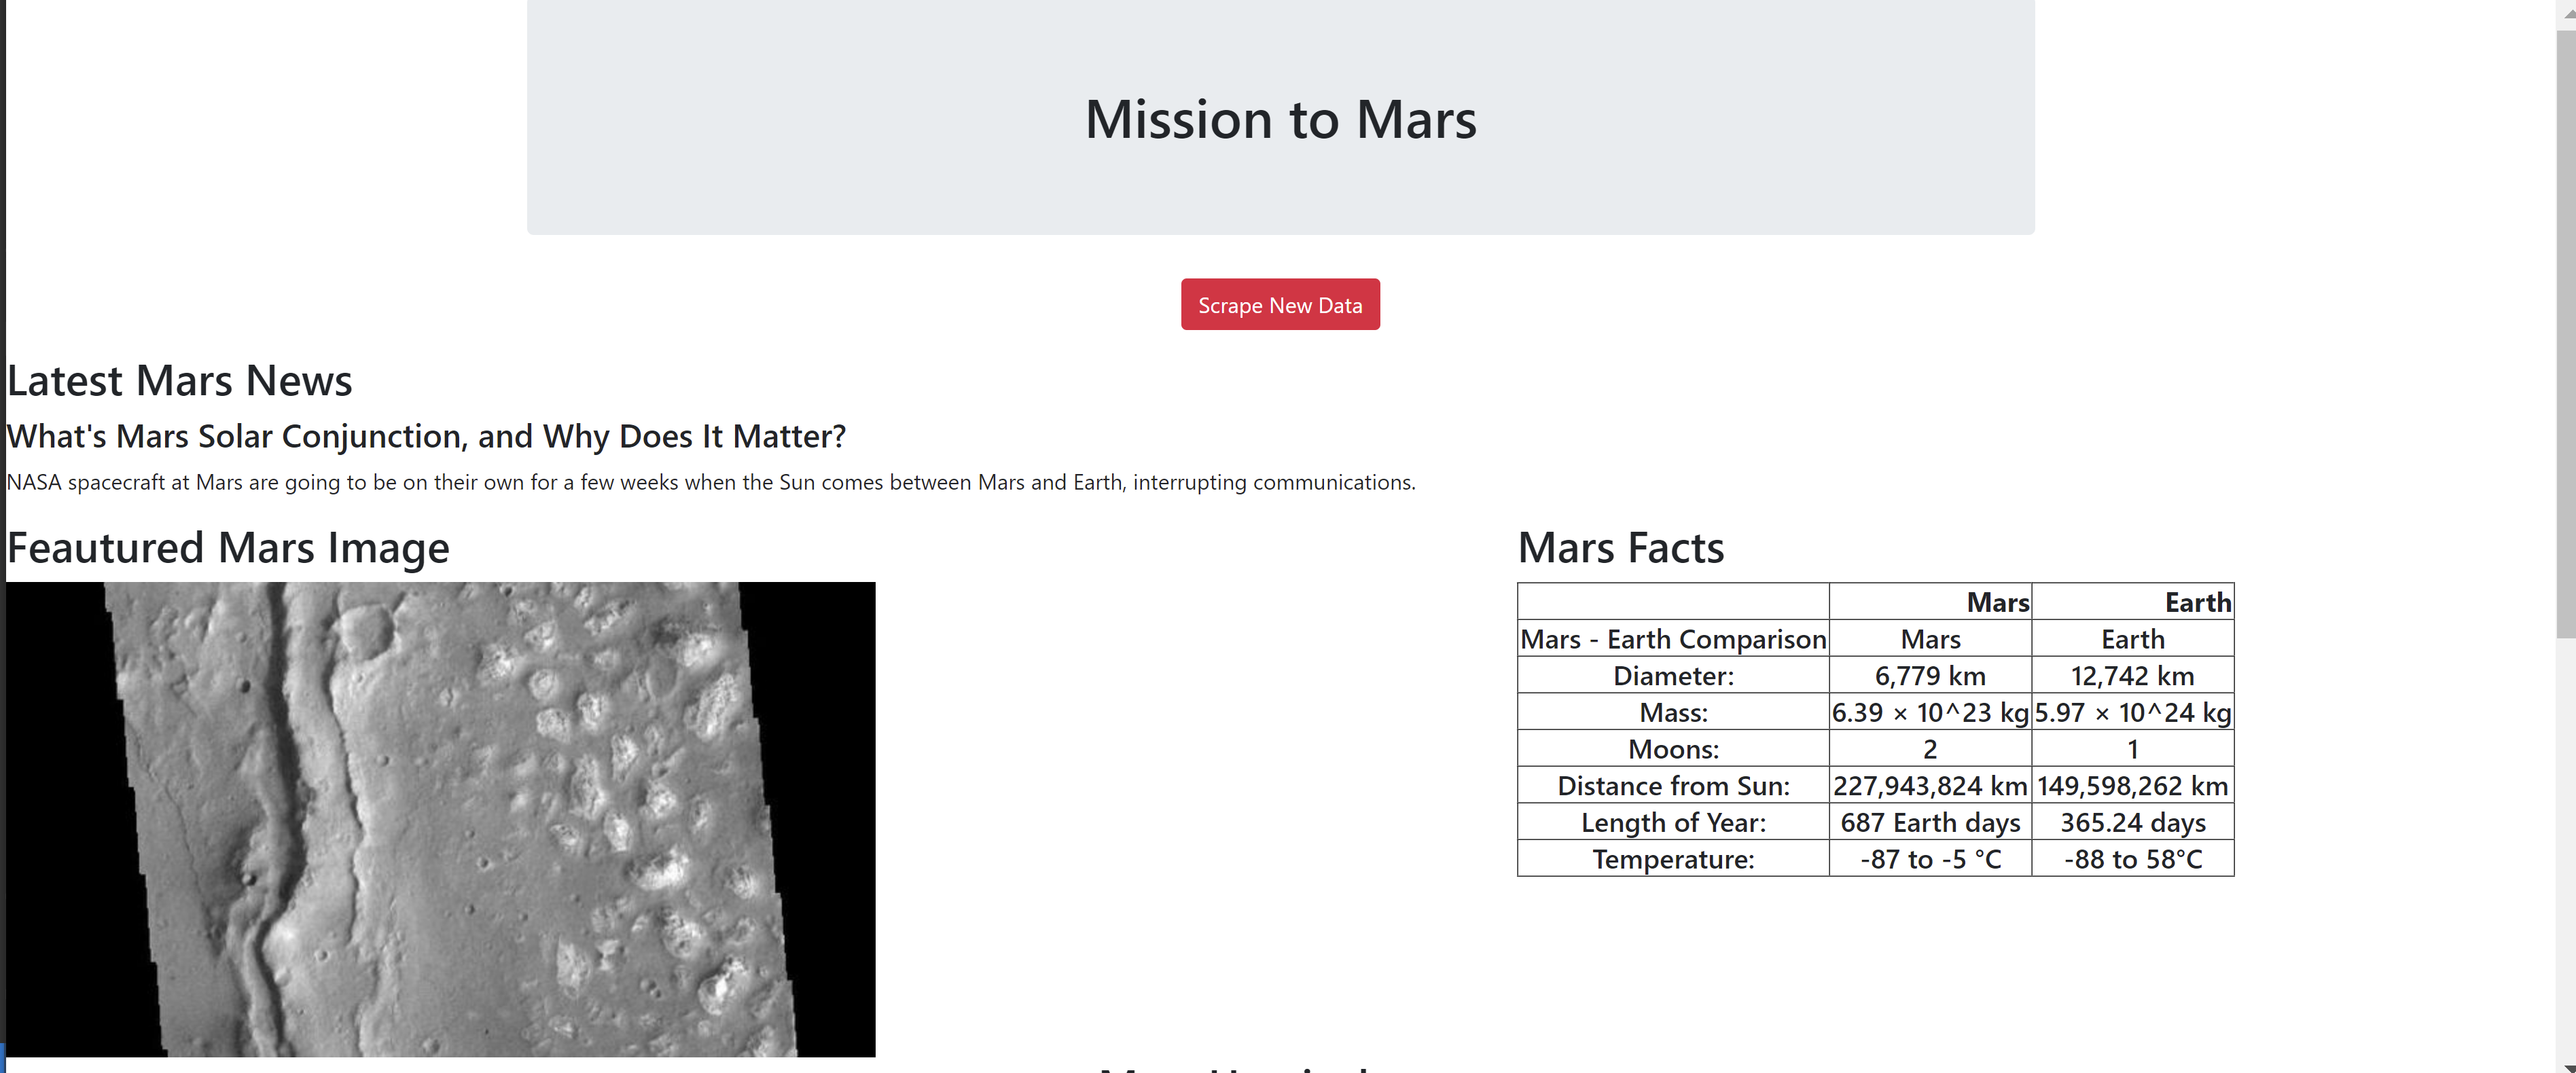 Mission to Mars
Scrape New Data
Latest Mars News
What's Mars Solar Conjunction, and Why Does It Matter?
NASA spacecraft at Mars are going to be on their own for a few weeks when the Sun comes between Mars and Earth, interrupting communications.
Feautured Mars Image
Mars Facts
Mars Earth
Mars - Earth Comparison Mars Earth
Diameter: 6,779 km 12,742 km
Mass: 6.39 × 10^23 kg 5.97 × 10^24 kg
Moons: 2 1
Distance from Sun: 227,943,824 km 149,598,262 km
Length of Year: 687 Earth days 365.24 days
Temperature: -87 to -5 °C -88 to 58°C